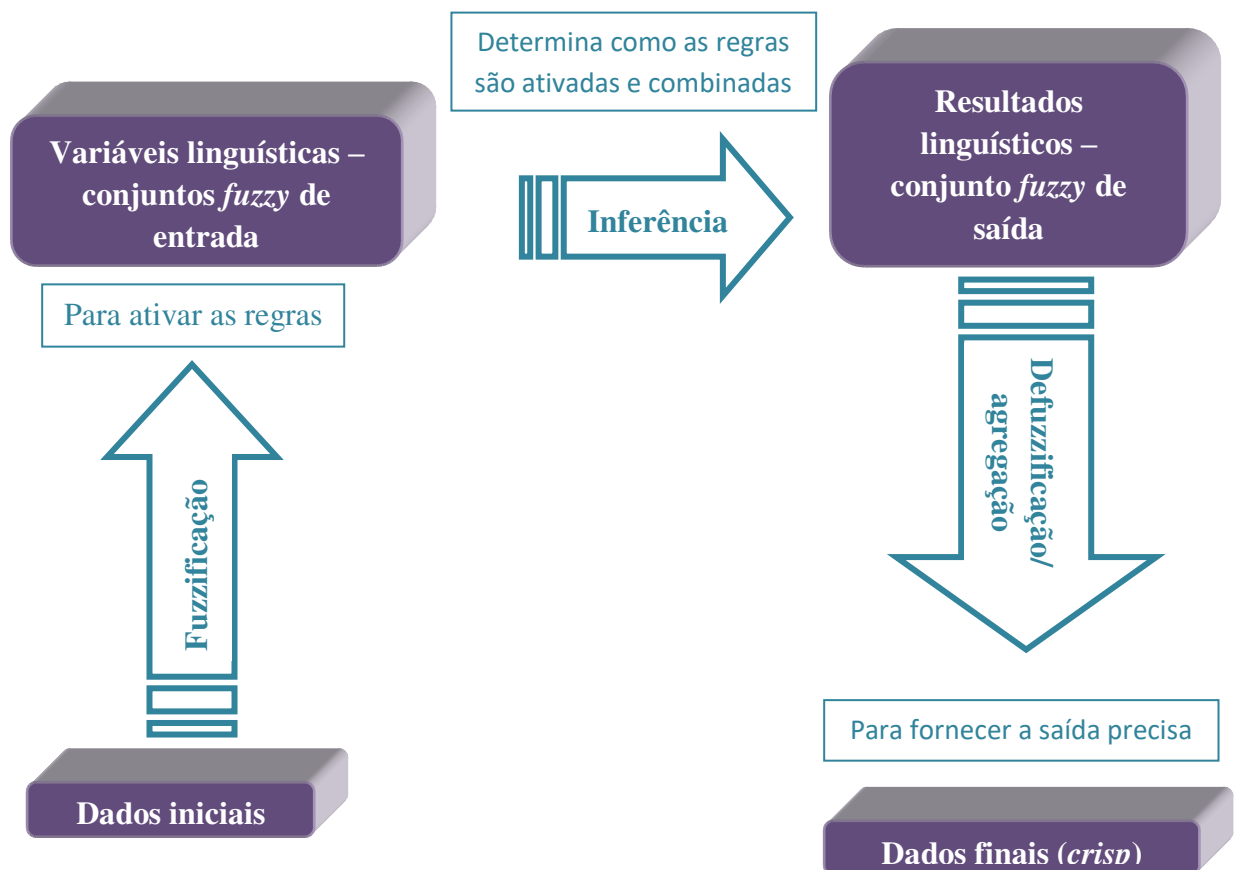 Determina como as regras
são ativadas e combinadas
Variáveis linguísticas –
conjuntos fuzzy de
entrada
Inferência
Resultados
linguísticos –
conjunto fuzzy de
saída
Para ativar as regras
Fuzzificação
Defuzzificação/
agregação
Para fornecer a saída precisa
Dados iniciais
Dados finais (crisp)